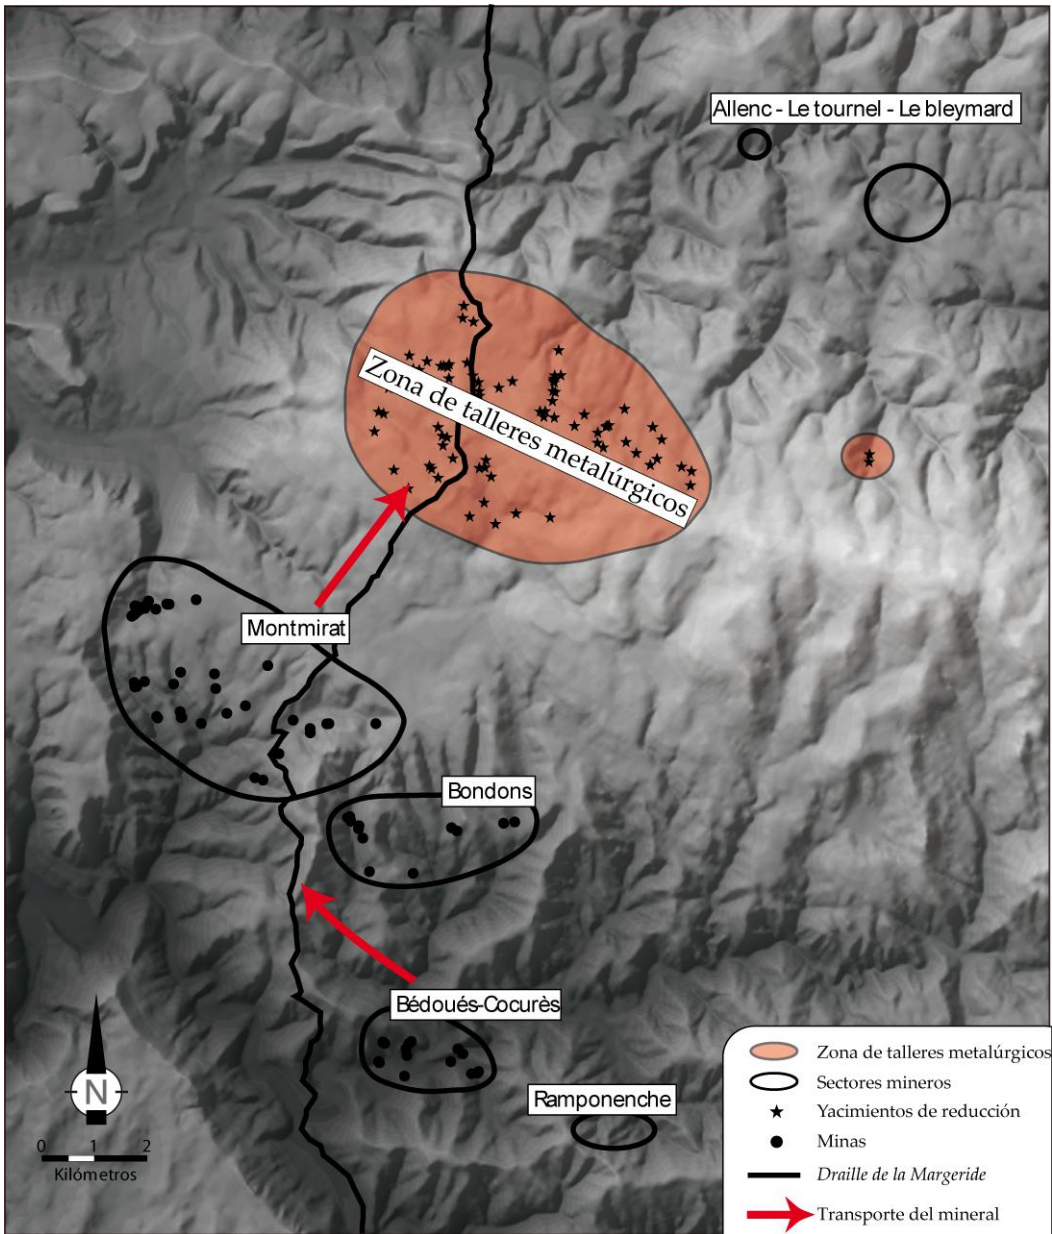 Allenc - Le tournel - Le bleymard
Zona de talleres metalúrgicos
Montmirat
Bondons
Bédoués-Cocurès
Ramponenche
N
0 1 2
Kilómetros
Zona de talleres metalúrgicos
Sectores mineros
Yacimientos de reducción
Minas
Draille de la Margeride
Transporte del mineral